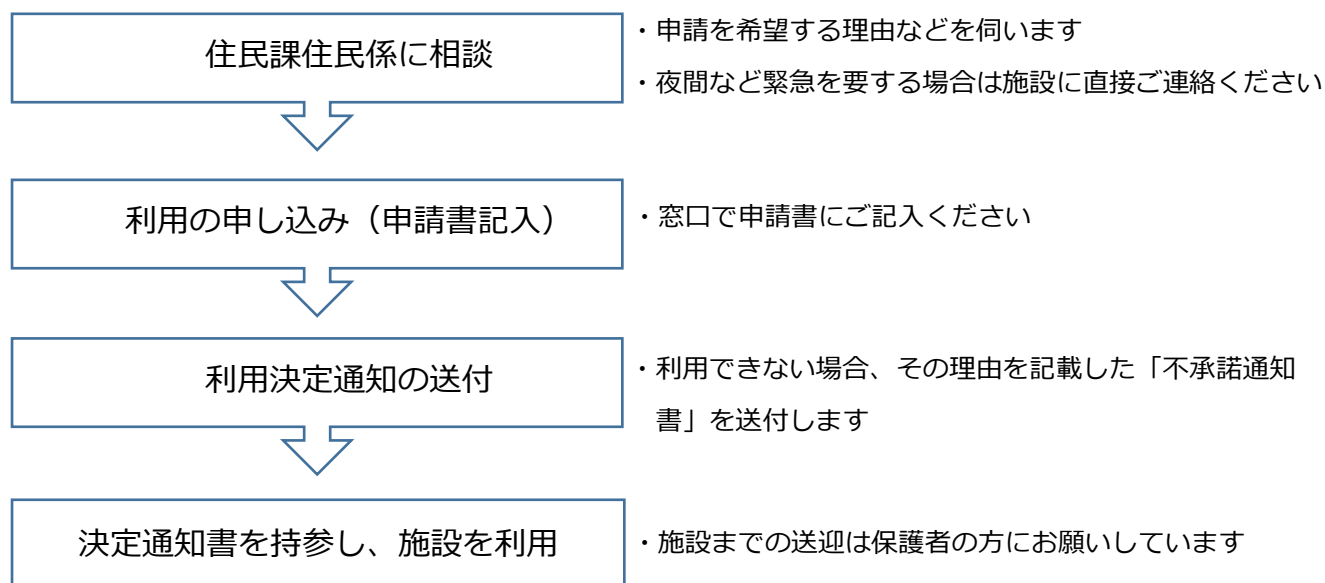 住民課住民係に相談
・申請を希望する理由などを伺います
・夜間など緊急を要する場合は施設に直接ご連絡ください
利用の申し込み（申請書記入）
・窓口で申請書にご記入ください
利用決定通知の送付
・利用できない場合、その理由を記載した「不承諾通知
書」を送付します
決定通知書を持参し、施設を利用
・施設までの送迎は保護者の方にお願いしています